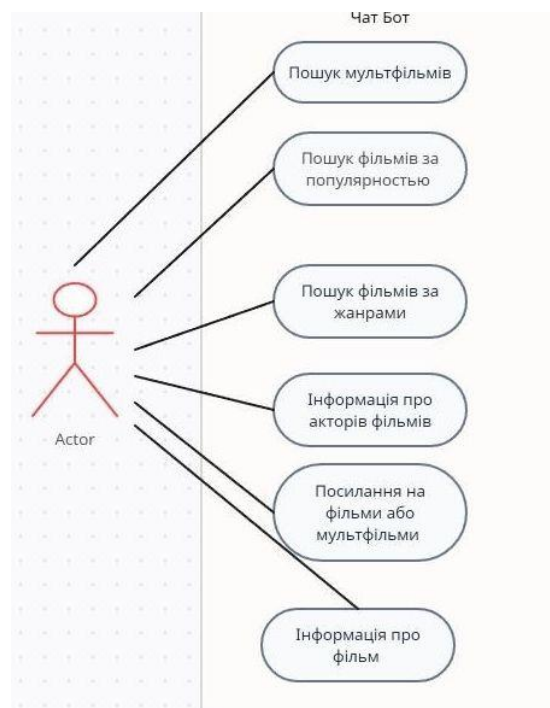 Чат Бот
Пошук мультфільмів
Пошук фільмів за
популярностью
Пошук фільмів за
жанрами
Інформація про
акторів фільмів
Actor
Посилання на
фільми або
мультфільми
Інформація про
фільм